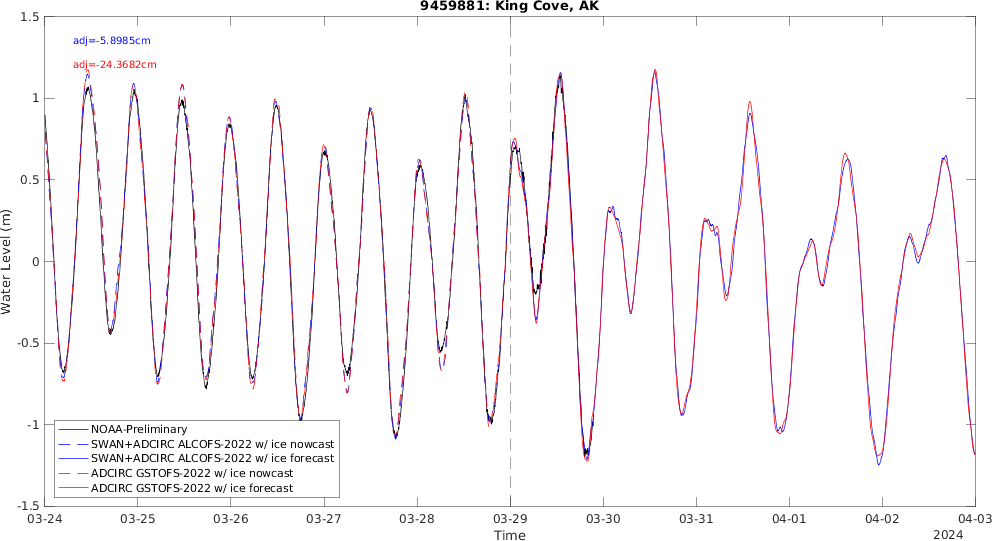 9459881: King Cove, AK
adj=-5.8985cm
adj=-24.3682cm
Water Level (m)
1.5
1
0.5
0
-0.5
-1
-1.5
NOAA-Preliminary
SWAN+ADCIRC ALCOFS-2022 w/ ice nowcast
SWAN+ADCIRC ALCOFS-2022 w/ ice forecast
ADCIRC GSTOFS-2022 w/ ice nowcast
ADCIRC GSTOFS-2022 w/ ice forecast
03-24 03-25 03-26 03-27 03-28 03-29 03-30 03-31 04-01 04-02 04-03
Time
2024